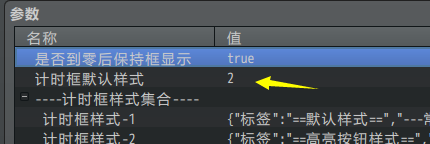 参数
名称 值
是否到零后保持框显示 true
计时框默认样式 2
----计时框样式集合----
计时框样式-1 {"标签":"==默认样式==","---常
计时框样式-2 {"标签":"==高亮按钮样式==","